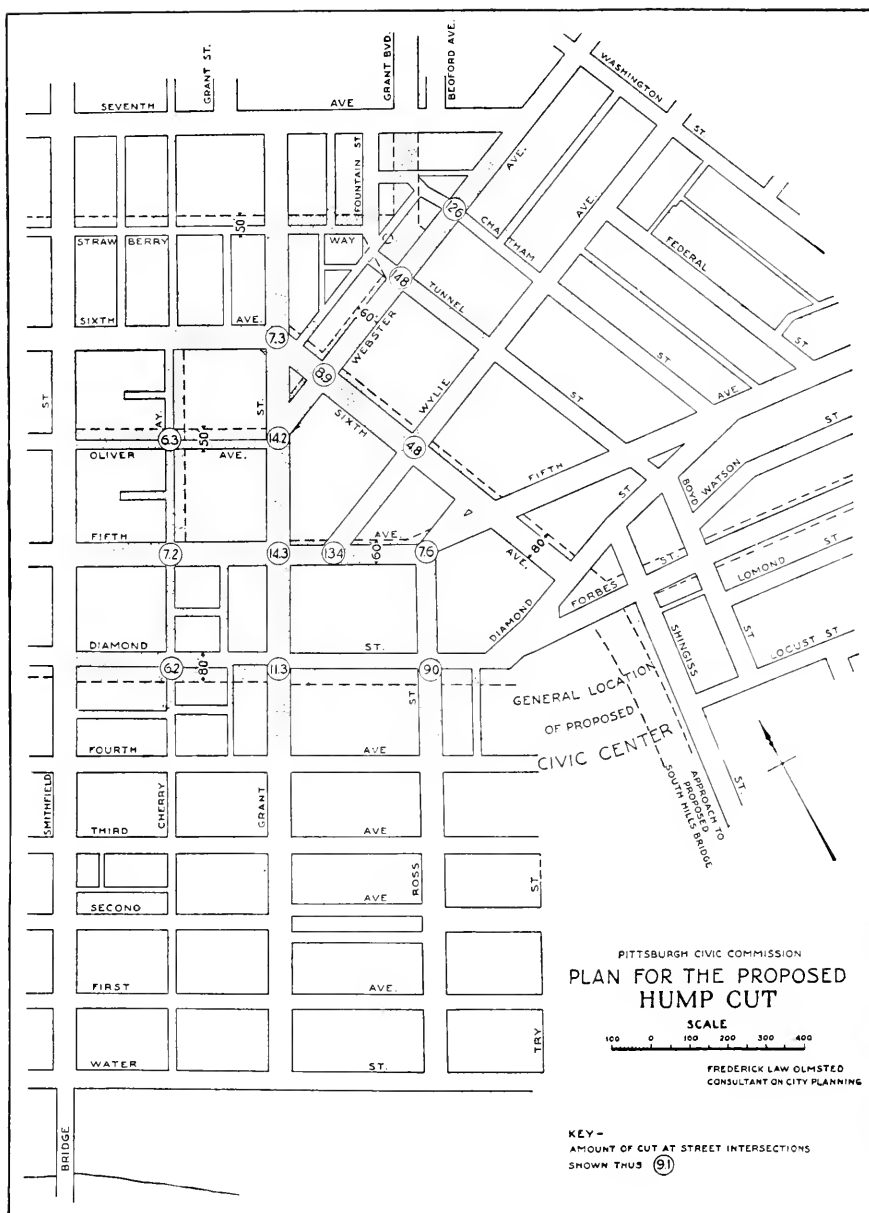 GRANT ST.
GRANT BVD.
BEDFORD AVE.
WASHINGTON ST.
SEVENTH AVE
FOUNTAIN ST
AVE.
126
CHATHAM
AVE.
50'
STRAW BERRY WAY
FEDERAL
148
TUNNEL
SIXTH AVE.
60'
7.3
WEBSTER
ST
ST
8.9
WYLIE
ST
AVE
ST
AY.
ST.
SIXTH
ST
6.3
50'
14.2
48
OLIVER AVE.
FIFTH
BOYD
WATSON
ST
FIFTH
AVE.
7.2
14.3
134
60'
7.6
AVE.
80'
ST.
LOMOND ST
FORBES
DIAMOND ST.
DIAMOND
SHINGISS
ST
LOCUST ST
62
80'
11.3
90
ST
GENERAL LOCATION
OF PROPOSED
CIVIC CENTER
FOURTH AVE
APPROACH TO
PROPOSED
SOUTH HILLS BRIDGE
ST.
SMITHFIELD
CHERRY
GRANT
THIRD AVE
ROSS
ST
SECOND AVE
PITTSBURGH CIVIC COMMISSION
PLAN FOR THE PROPOSED
HUMP CUT
FIRST AVE.
SCALE
100 0 100 200 300 400
TRY
WATER ST.
FREDERICK LAW OLMSTED
CONSULTANT ON CITY PLANNING
KEY-
AMOUNT OF CUT AT STREET INTERSECTIONS
SHOWN THUS 9.1
BRIDGE